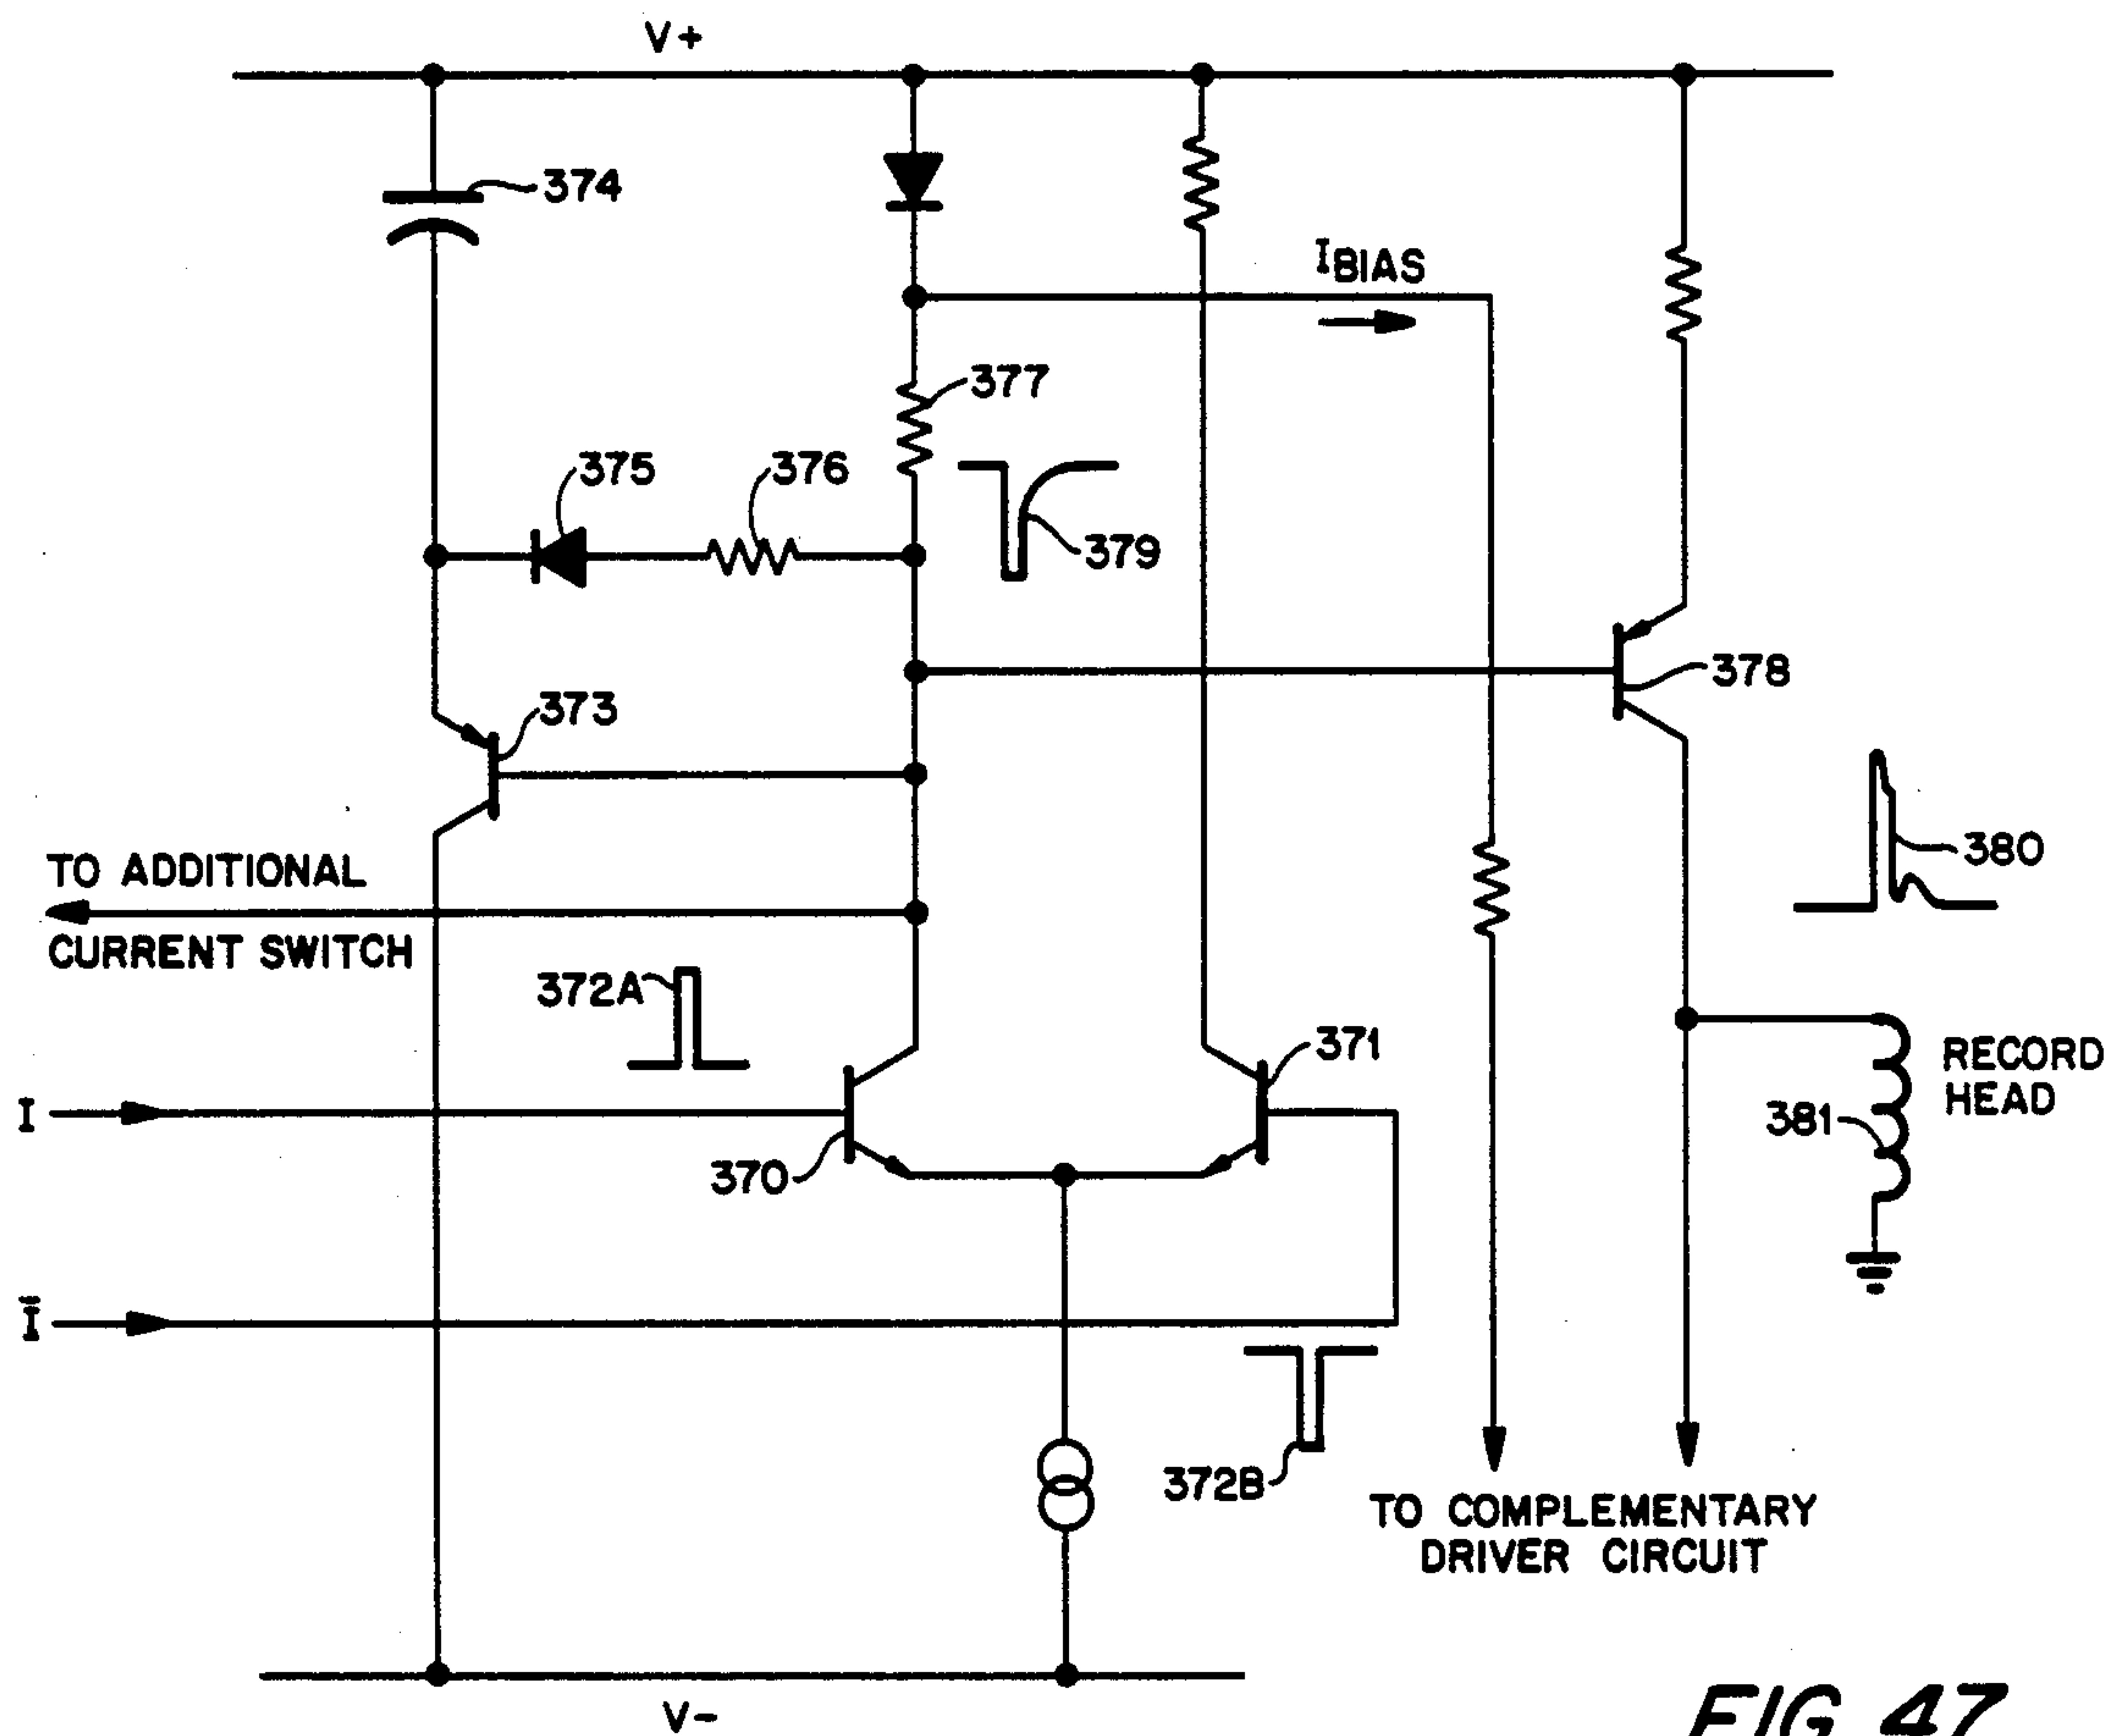 V+
374
IBIAS
377
375
376
379
378
373
380
TO ADDITIONAL
CURRENT SWITCH
372A
371
RECORD
HEAD
I
381
370
Ī
372B
TO COMPLEMENTARY
DRIVER CIRCUIT
V-
FIG 47